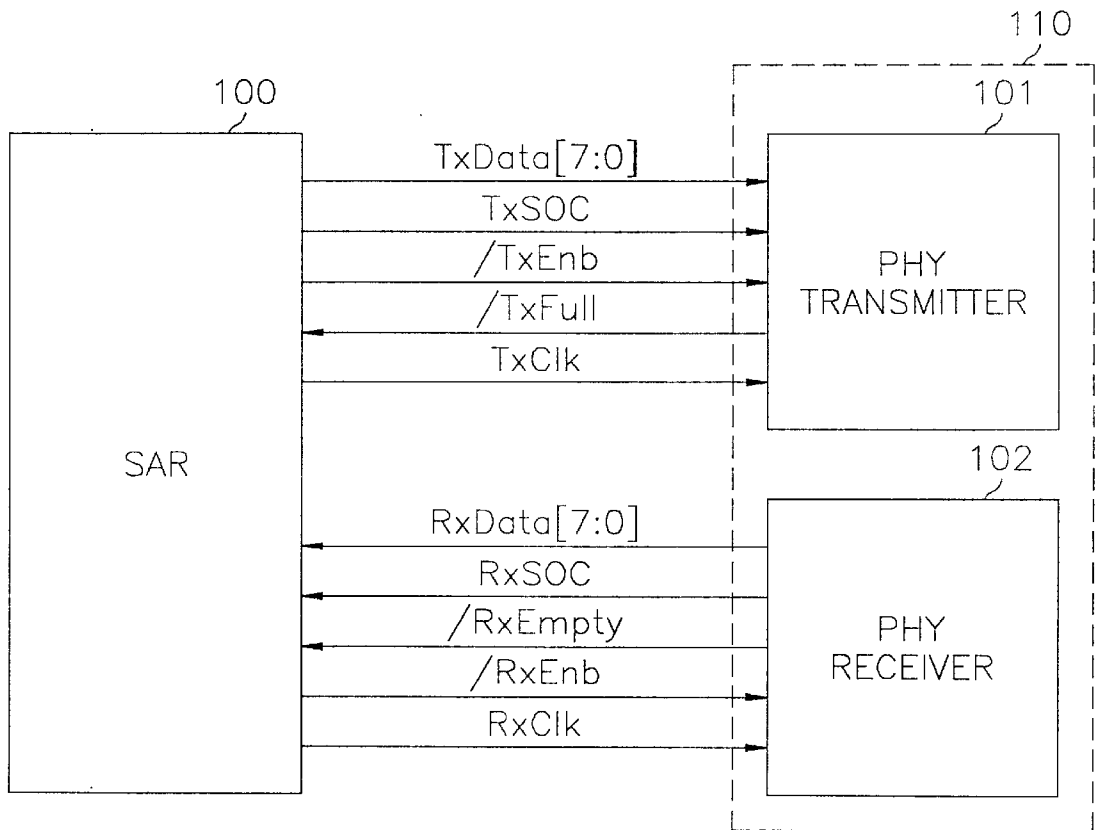 110
100
101
TxData[7:0]
TxSOC
/TxEnb
/TxFull
TxClk
PHY
TRANSMITTER
SAR
102
RxData[7:0]
RxSOC
/RxEmpty
/RxEnb
RxClk
PHY
RECEIVER